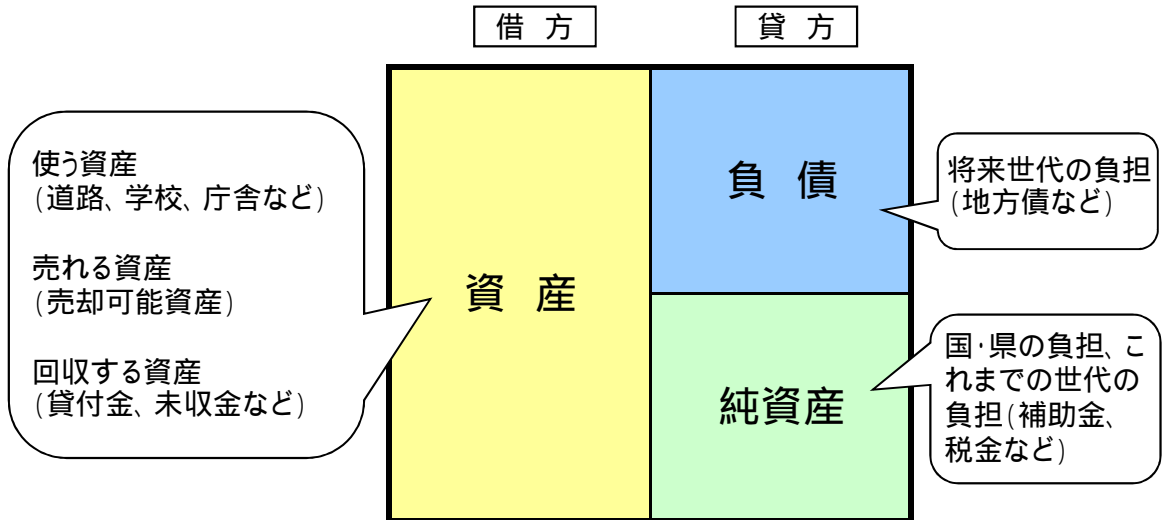 借 方
貸 方
使う資産
(道路、学校、庁舎など)
売れる資産
(売却可能資産)
回収する資産
(貸付金、未収金など)
資 産
負 債
純資産
将来世代の負担
(地方債など)
国・県の負担、こ
れまでの世代の
負担(補助金、
税金など)